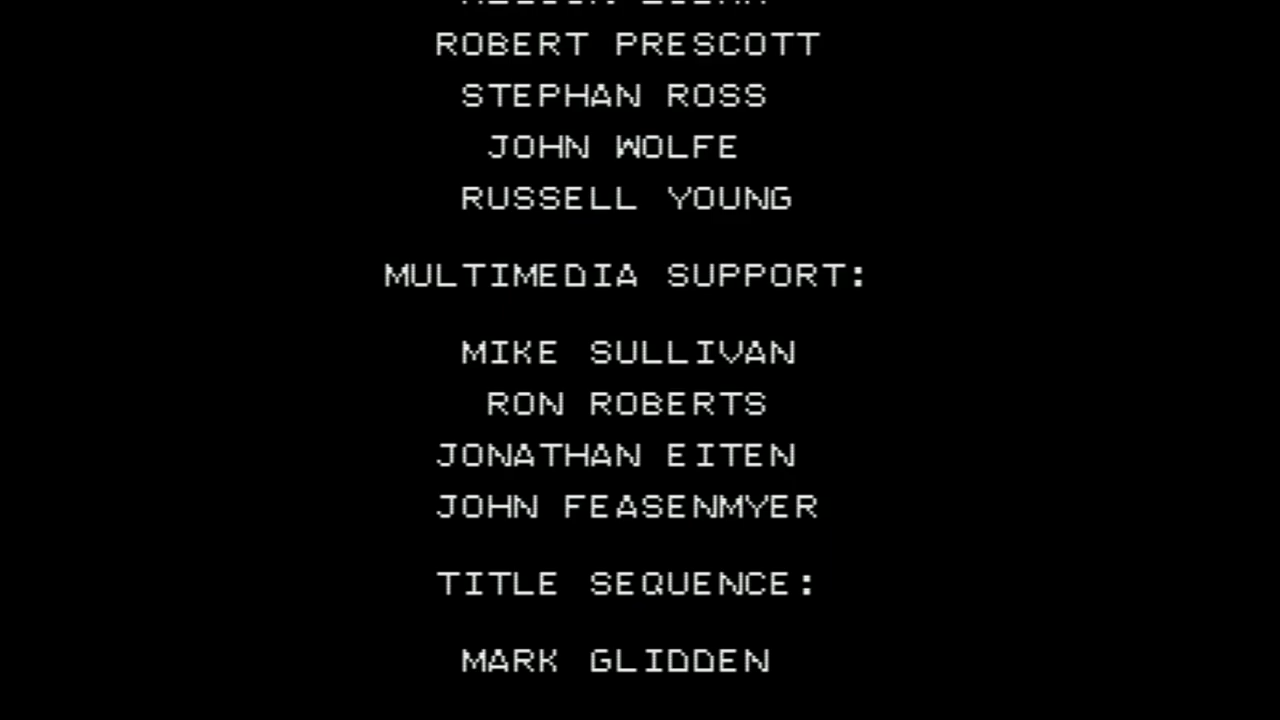 ROBERT PRESCOTT
STEPHAN ROSS
JOHN WOLFE
RUSSELL YOUNG
MULTIMEDIA SUPPORT:
MIKE SULLIVAN
RON ROBERTS
JONATHAN EITEN
JOHN FEASENMYER
TITLE SEQUENCE:
MARK GLIDDEN